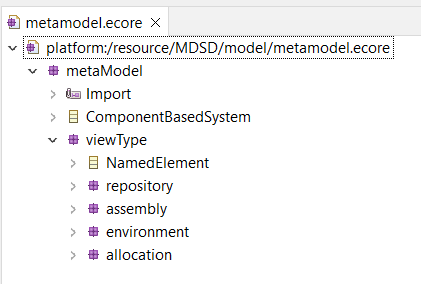 metamodel.ecore
platform:/resource/MDSD/model/metamodel.ecore
metaModel
Import
ComponentBasedSystem
viewType
NamedElement
repository
assembly
environment
allocation